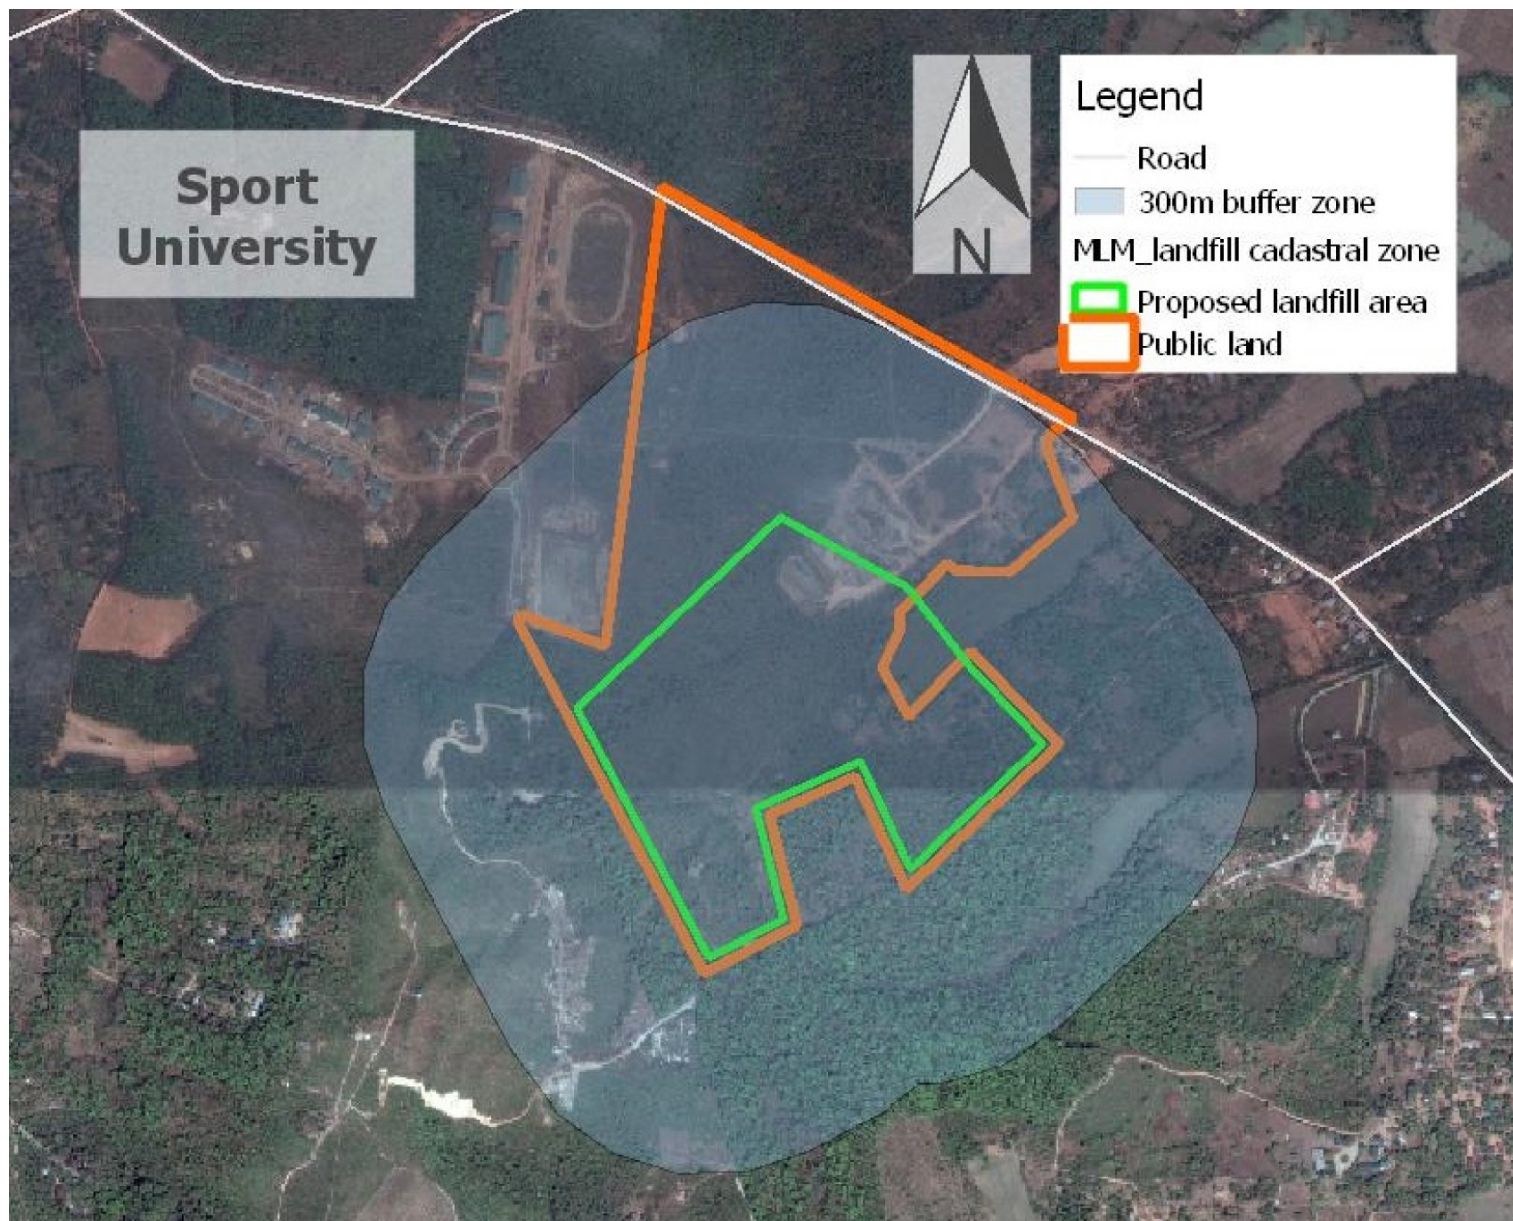 Sport
University
N
Legend
Road
300m buffer zone
MLM_landfill cadastral zone
Proposed landfill area
Public land